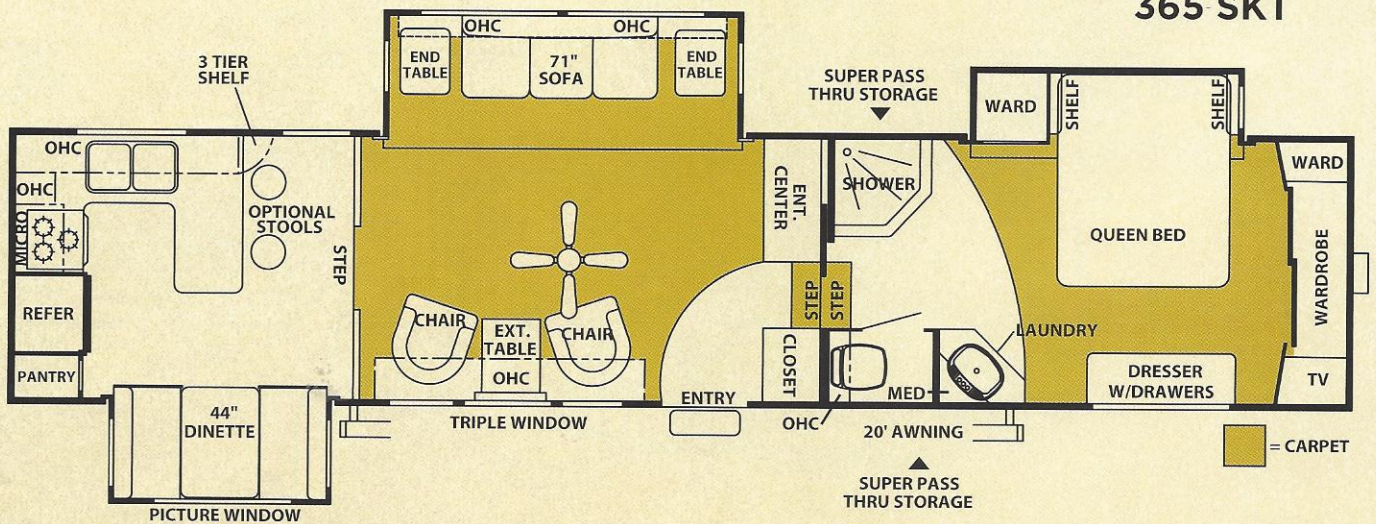 365 SKT
OHC
OHC
END
TABLE
71"
SOFA
END
TABLE
3 TIER
SHELF
SUPER PASS
THRU STORAGE
WARD
SHELF
SHELF
OHC
OHC
MICRO
OPTIONAL
STOOLS
STEP
ENT.
CENTER
SHOWER
QUEEN BED
WARD
WARDROBE
REFER
PANTRY
CHAIR
EXT.
TABLE
OHC
CHAIR
STEP
STEP
CLOSET
LAUNDRY
MED
DRESSER
W/DRAWERS
TV
44"
DINETTE
TRIPLE WINDOW
ENTRY
OHC
20' AWNING
= CARPET
SUPER PASS
THRU STORAGE
PICTURE WINDOW